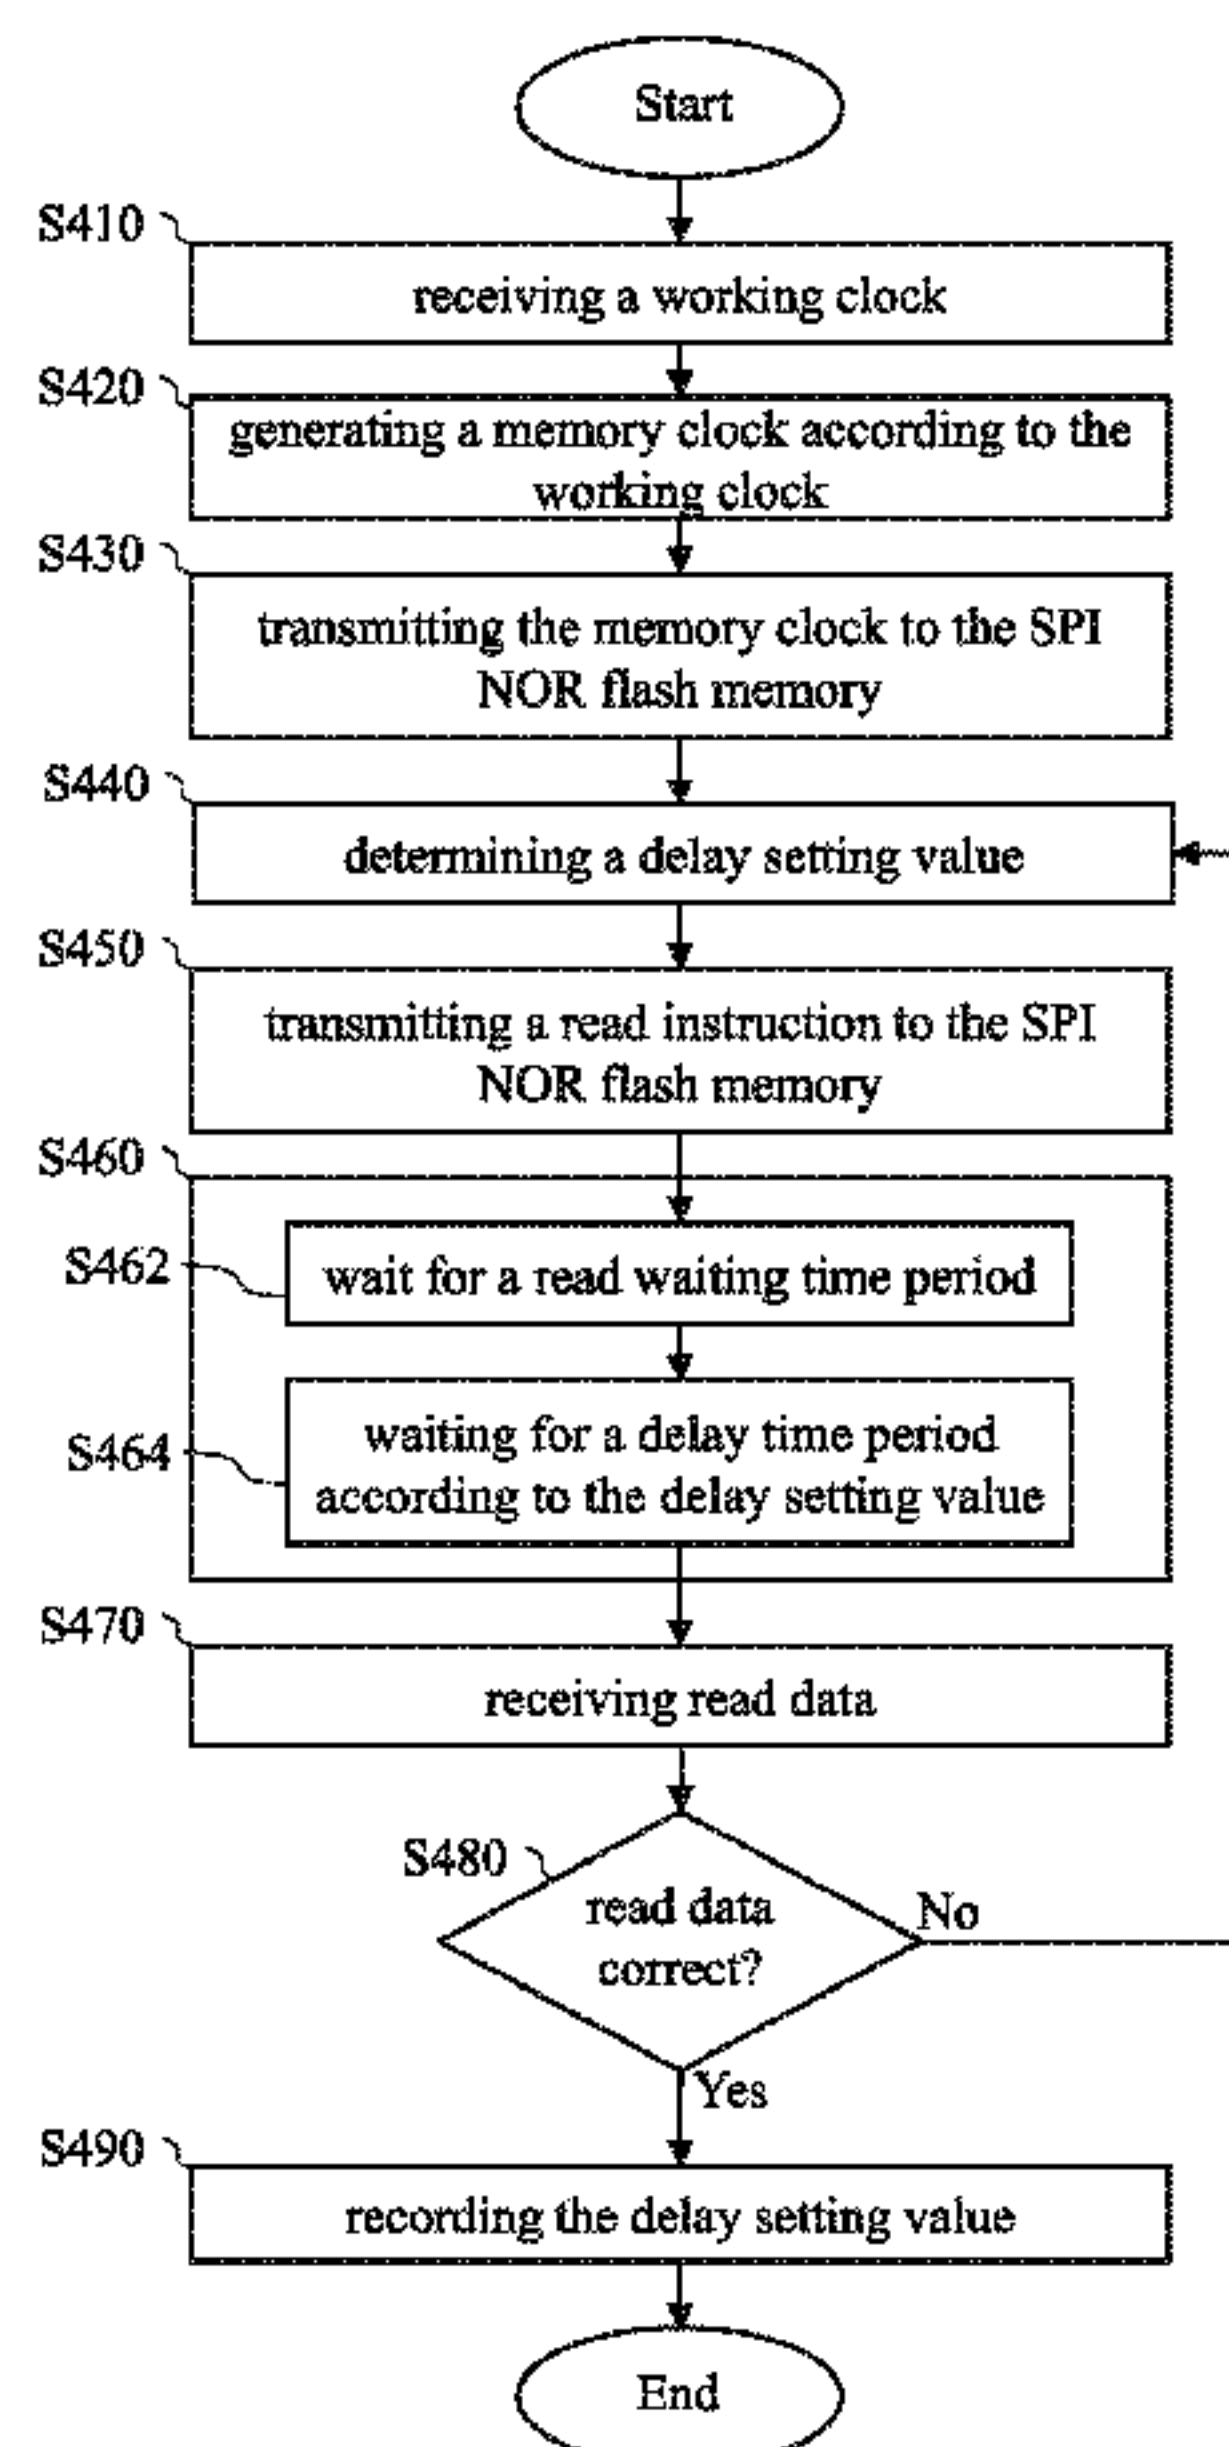 Start
S410
receiving a working clock
S420
generating a memory clock according to the
working clock
S430
transmitting the memory clock to the SPI
NOR flash memory
S440
determining a delay setting value
S450
transmitting a read instruction to the SPI
NOR flash memory
S460
S462
wait for a read waiting time period
S464
waiting for a delay time period
according to the delay setting value
S470
receiving read data
S480
read data
correct?
No
Yes
S490
recording the delay setting value
End